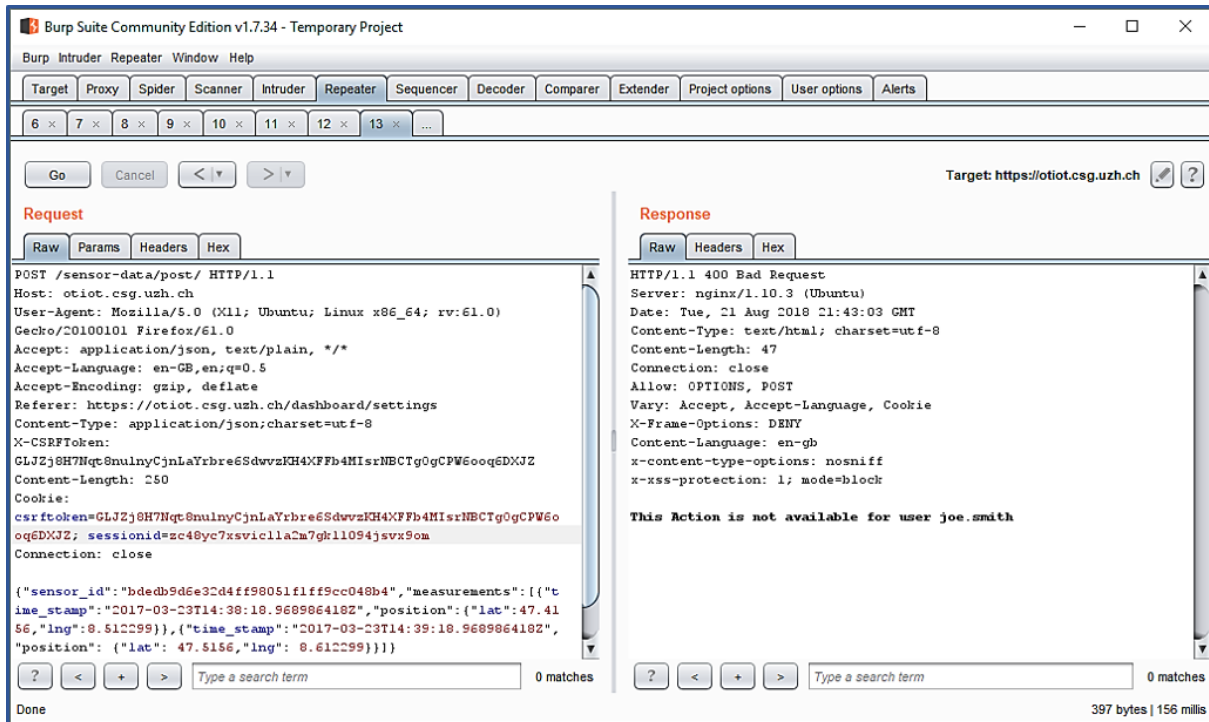 Burp Suite Community Edition v1.7.34 - Temporary Project
Burp Intruder Repeater Window Help
Target Proxy Spider Scanner Intruder Repeater Sequencer Decoder Comparer Extender Project options User options Alerts
6 × 7 × 8 × 9 × 10 × 11 × 12 × 13 × ...
Go Cancel < > Target: https://otiot.csg.uzh.ch ?
Request
Raw Params Headers Hex
POST /sensor-data/post/ HTTP/1.1
Host: otiot.csg.uzh.ch
User-Agent: Mozilla/5.0 (X11; Ubuntu; Linux x86_64; rv:61.0)
Gecko/20100101 Firefox/61.0
Accept: application/json, text/plain, */*
Accept-Language: en-GB,en;q=0.5
Accept-Encoding: gzip, deflate
Referer: https://otiot.csg.uzh.ch/dashboard/settings
Content-Type: application/json;charset=utf-8
X-CSRFToken:
GLJZj8H7Nqt8nulnyCjnLaYrbre6SdwvzKH4XFFb4MIsrNBCTgOgCPW6ooq6DXJZ
Content-Length: 250
Cookie:
csrftoken=GLJZj8H7Nqt8nulnyCjnLaYrbre6SdwvzKH4XFFb4MIsrNBCTgOgCPW6o
oq6DXJZ; sessionid=zc48yc7xsvic11a2m7gk11094jsvx9om
Connection: close
{"sensor_id":"bdedb9d6e32d4ff98051f1ff9cc048b4","measurements":[{"t
ime_stamp":"2017-03-23T14:38:18.968986418Z","position":{"lat":47.41
56,"lng":8.512299}},{"time_stamp":"2017-03-23T14:39:18.968986418Z",
"position": {"lat": 47.5156,"lng": 8.612299}}]}
? < + > Type a search term 0 matches
Response
Raw Headers Hex
HTTP/1.1 400 Bad Request
Server: nginx/1.10.3 (Ubuntu)
Date: Tue, 21 Aug 2018 21:43:03 GMT
Content-Type: text/html; charset=utf-8
Content-Length: 47
Connection: close
Allow: OPTIONS, POST
Vary: Accept, Accept-Language, Cookie
X-Frame-Options: DENY
Content-Language: en-gb
x-content-type-options: nosniff
x-xss-protection: 1; mode=block
This Action is not available for user joe.smith
? < + > Type a search term 0 matches
Done 397 bytes | 156 millis